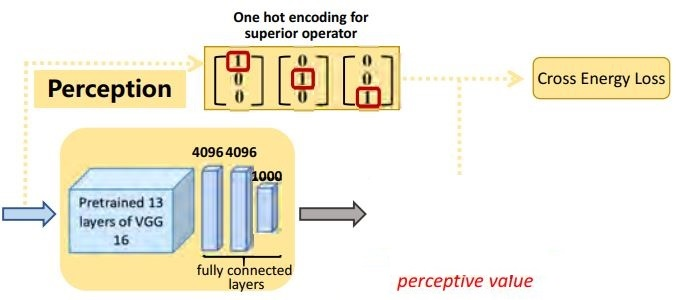 One hot encoding for
superior operator
1 0 0
0 1 0
0 0 1
Perception
Cross Energy Loss
4096 4096
1000
Pretrained 13
layers of VGG
16
fully connected
layers
perceptive value